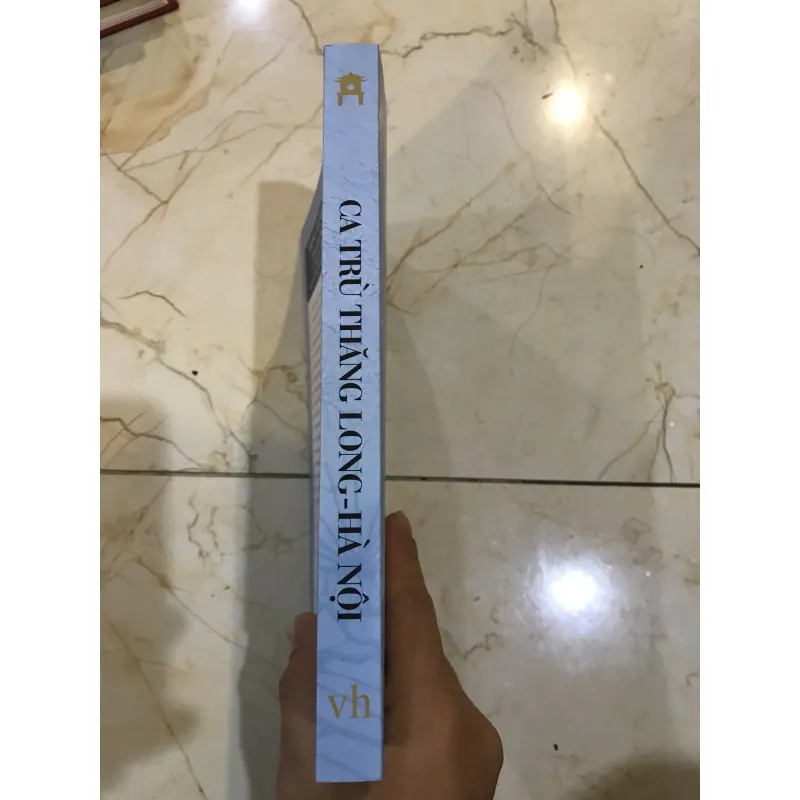 CA TRÙ THĂNG LONG-HÀ NỘI
vh